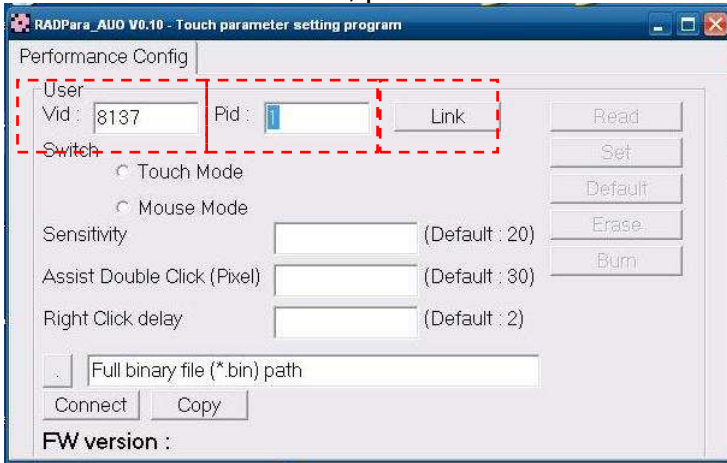 RADPara_AUO V0.10 - Touch parameter setting program
Performance Config
User
Vid : 8137 Pid : 1 Link Read
Switch Set
Touch Mode Default
Mouse Mode Erase
Sensitivity (Default : 20) Burn
Assist Double Click (Pixel) (Default : 30)
Right Click delay (Default : 2)
. Full binary file (*.bin) path
Connect Copy
FW version :